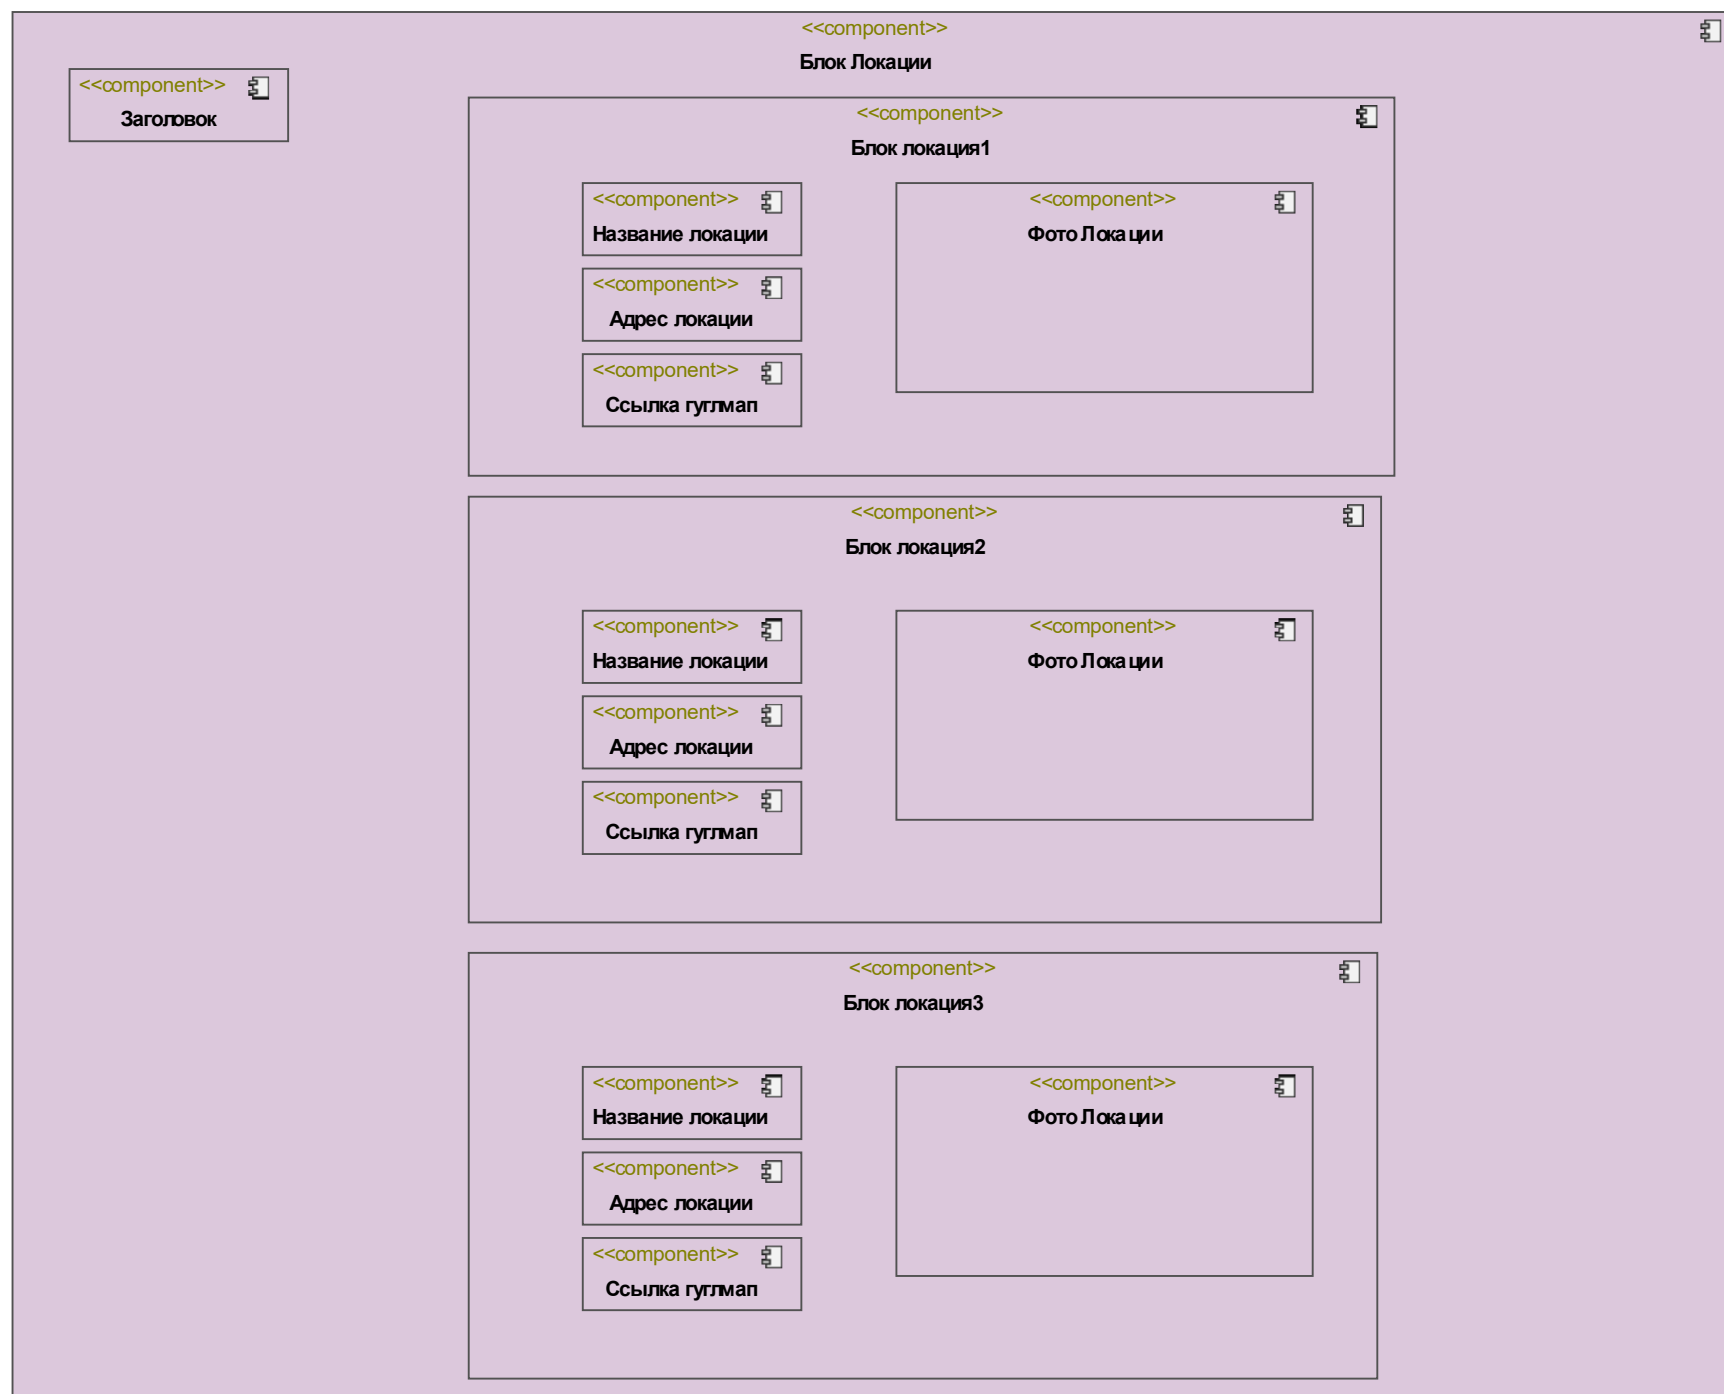 <<component>>
Блок Локации
<<component>>
Заголовок
<<component>>
Блок локация1
<<component>>
Название локации
<<component>>
Адрес локации
<<component>>
Ссылка гуглмап
<<component>>
Фото Локации
<<component>>
Блок локация2
<<component>>
Название локации
<<component>>
Адрес локации
<<component>>
Ссылка гуглмап
<<component>>
Фото Локации
<<component>>
Блок локация3
<<component>>
Название локации
<<component>>
Адрес локации
<<component>>
Ссылка гуглмап
<<component>>
Фото Локации